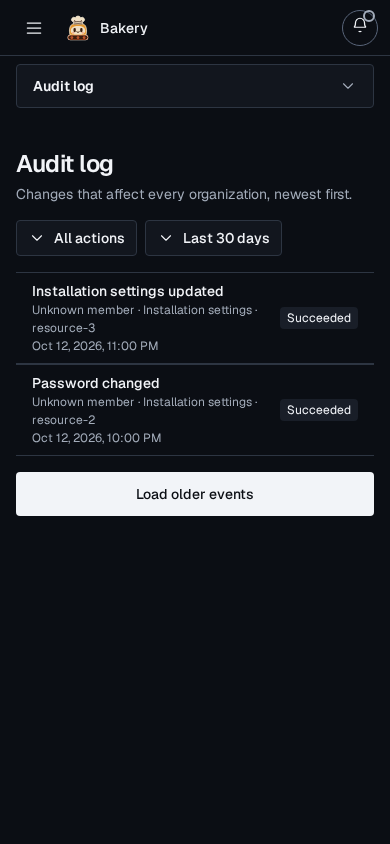 Bakery
Audit log
Audit log
Changes that affect every organization, newest first.
All actions
Last 30 days
Installation settings updated
Unknown member · Installation settings ·
resource-3
Oct 12, 2026, 11:00 PM
Succeeded
Password changed
Unknown member · Installation settings ·
resource-2
Oct 12, 2026, 10:00 PM
Succeeded
Load older events